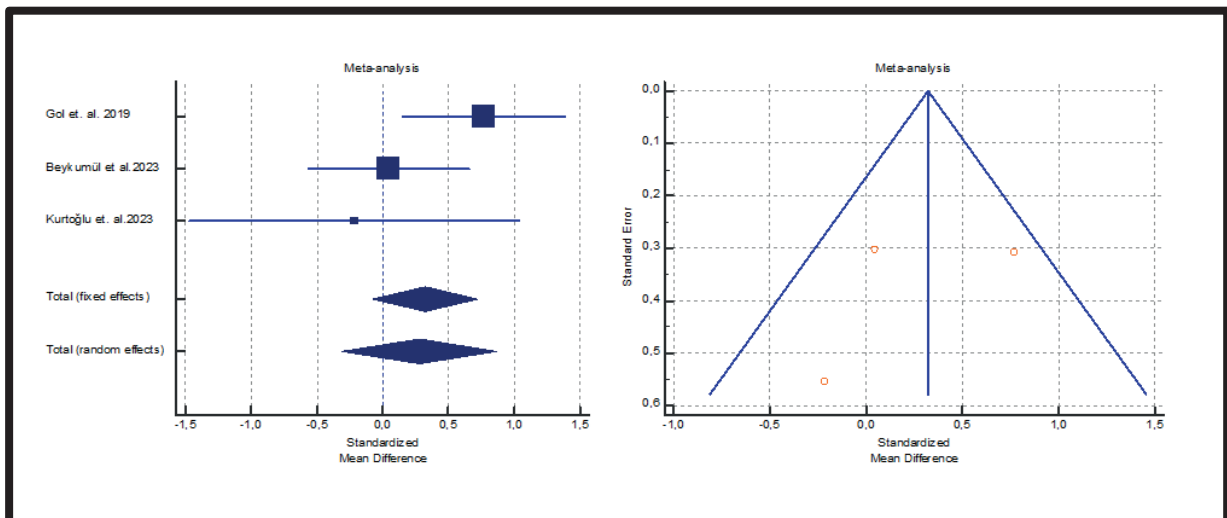 Meta-analysis
Gol et. al. 2019
Beykumül et al.2023
Kurtoğlu et. al.2023
Total (fixed effects)
Total (random effects)
-1,5 -1,0 -0,5 0,0 0,5 1,0 1,5
Standardized
Mean Difference
Meta-analysis
0,0
0,1
0,2
0,3
0,4
0,5
0,6
Standard Error
-1,0 -0,5 0,0 0,5 1,0 1,5
Standardized
Mean Difference